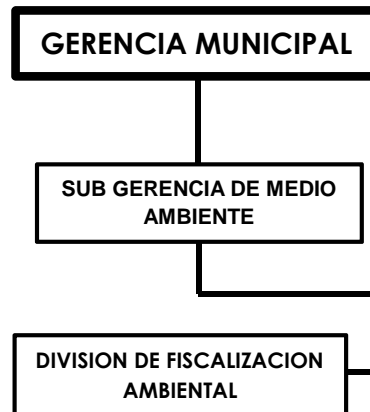 GERENCIA MUNICIPAL
SUB GERENCIA DE MEDIO
AMBIENTE
DIVISION DE FISCALIZACION
AMBIENTAL